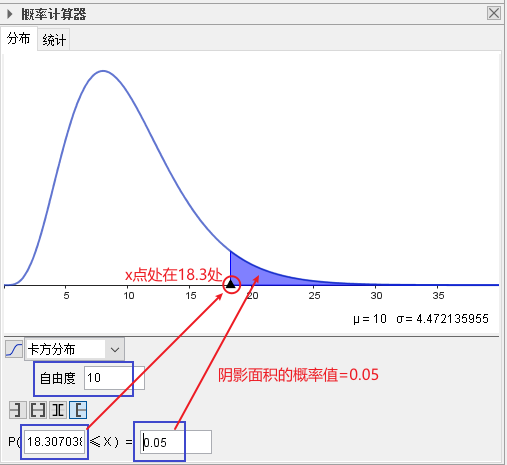 概率计算器
分布 统计
x点处在18.3处
5 10 15 20 25 30 35
μ = 10 σ = 4.472135955
卡方分布
阴影面积的概率值=0.05
自由度 10
P( 18.307038 ≤ X ) = 0.05